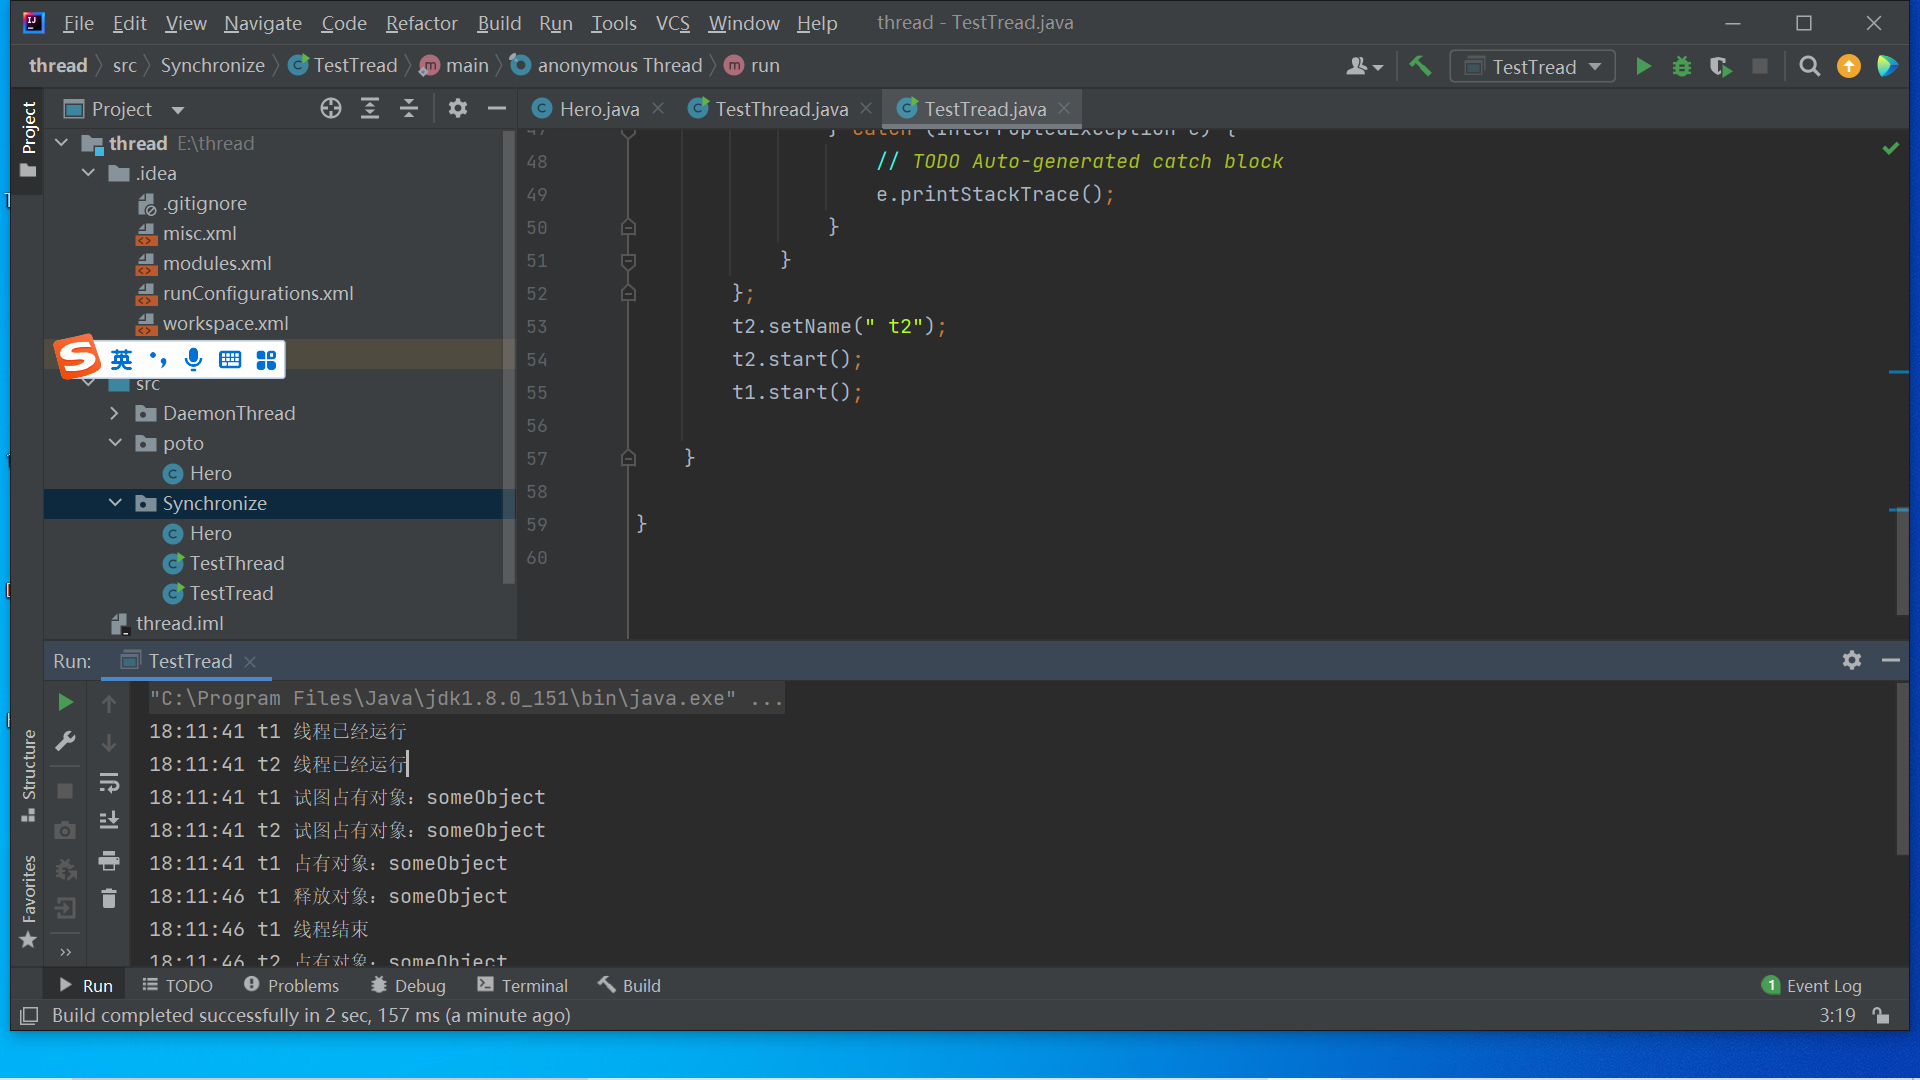 File Edit View Navigate Code Refactor Build Run Tools VCS Window Help thread - TestTread.java
thread src Synchronize TestTread main anonymous Thread run TestTread
Project
Project
Hero.java TestThread.java TestTread.java
thread E:\thread
.idea
.gitignore
misc.xml
modules.xml
runConfigurations.xml
workspace.xml
英
src
DaemonThread
poto
Hero
Synchronize
Hero
TestThread
TestTread
thread.iml
47 } catch (InterruptedException e) {
48 // TODO Auto-generated catch block
49 e.printStackTrace();
50 }
51 }
52 };
53 t2.setName(" t2");
54 t2.start();
55 t1.start();
56
57 }
58
59 }
60
Run: TestTread
Structure
Favorites
"C:\Program Files\Java\jdk1.8.0_151\bin\java.exe" ...
18:11:41 t1 线程已经运行
18:11:41 t2 线程已经运行
18:11:41 t1 试图占有对象：someObject
18:11:41 t2 试图占有对象：someObject
18:11:41 t1 占有对象：someObject
18:11:46 t1 释放对象：someObject
18:11:46 t1 线程结束
18:11:46 t2 占有对象：someObject
Run TODO Problems Debug Terminal Build 1 Event Log
Build completed successfully in 2 sec, 157 ms (a minute ago) 3:19